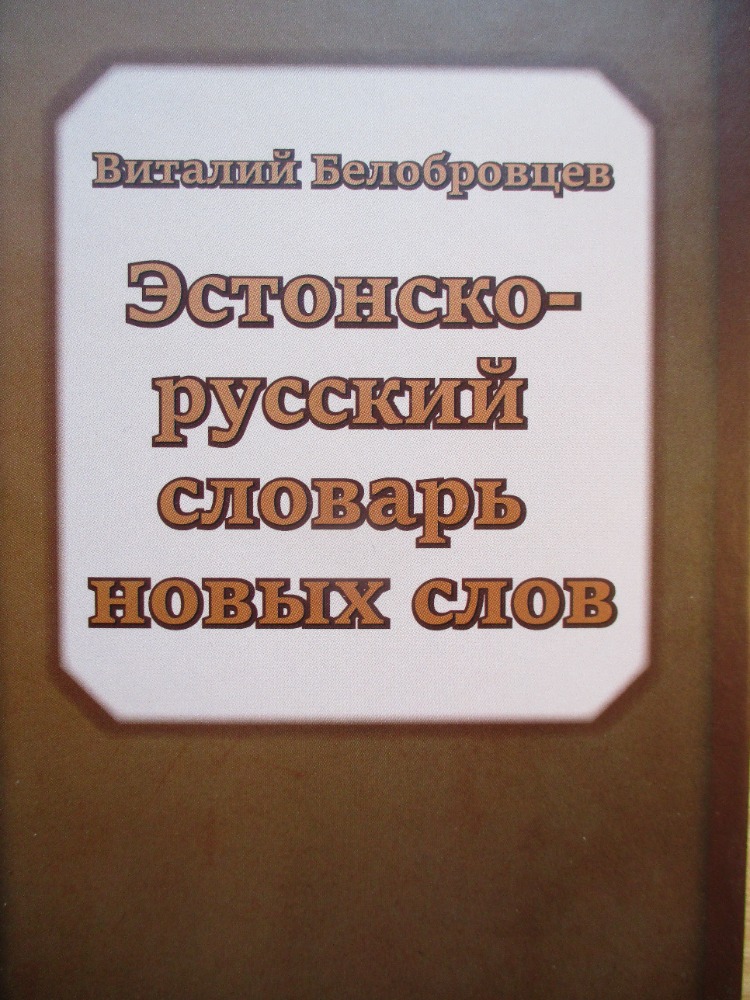 Виталий Белобровцев
Эстонско-
русский
словарь
новых слов